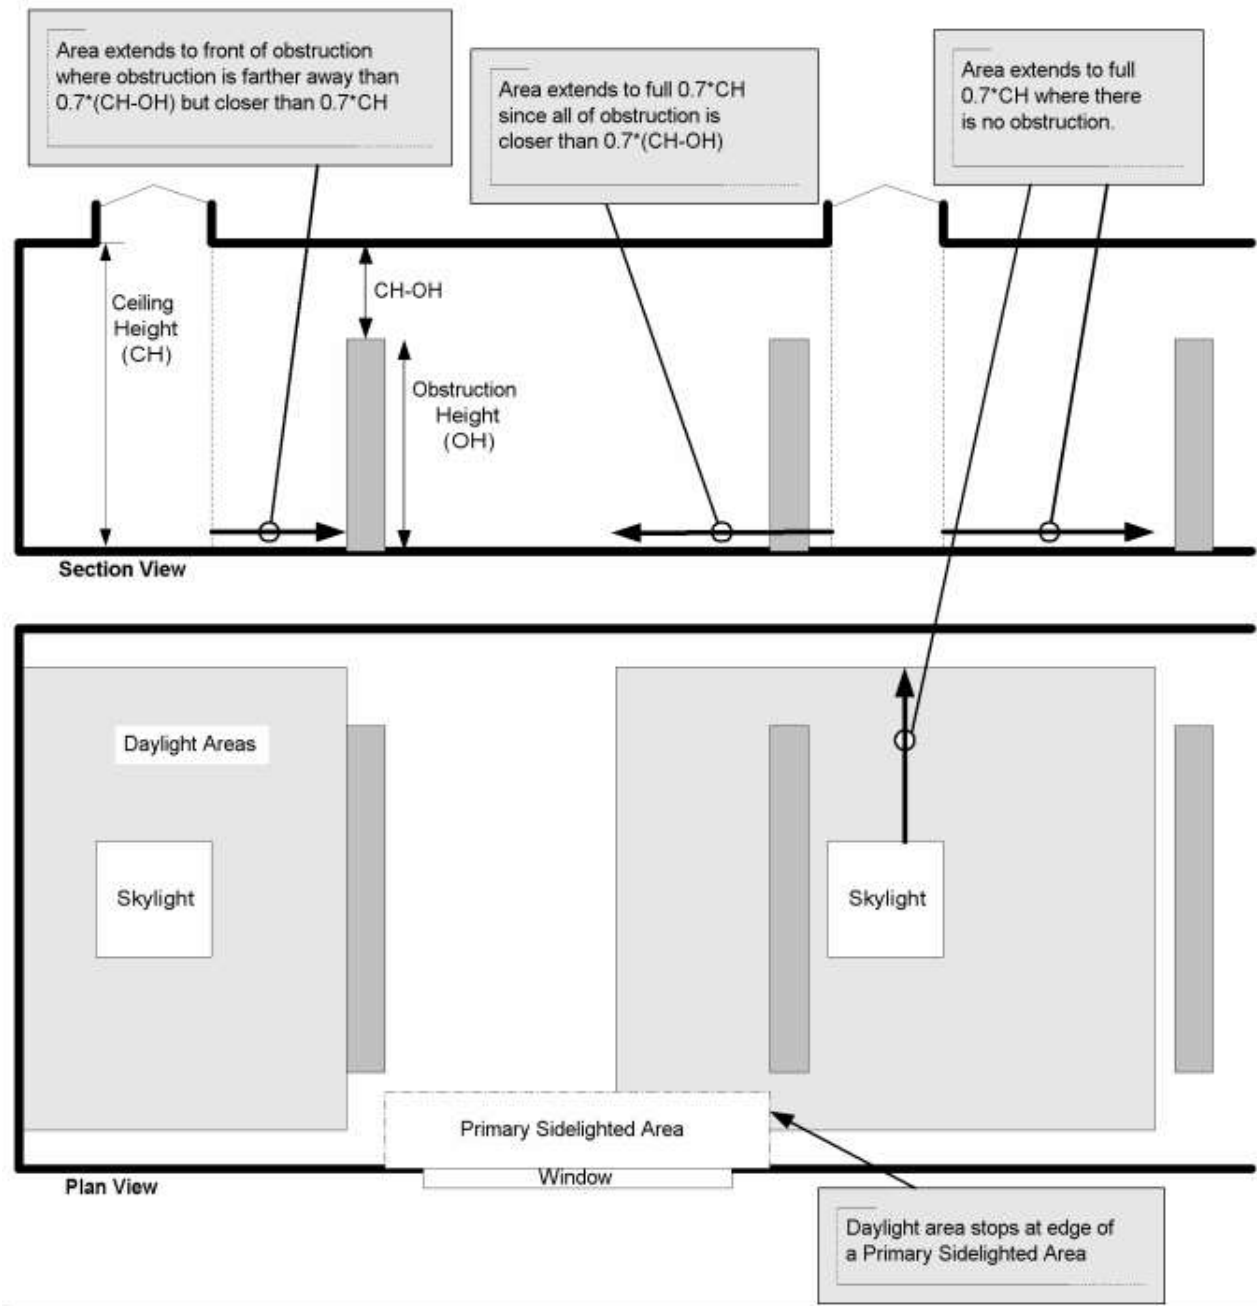 Area extends to front of obstruction
where obstruction is farther away than
0.7*(CH-OH) but closer than 0.7*CH
Area extends to full 0.7*CH
since all of obstruction is
closer than 0.7*(CH-OH)
Area extends to full
0.7*CH where there
is no obstruction.
Ceiling
Height
(CH)
CH-OH
Obstruction
Height
(OH)
Section View
Daylight Areas
Skylight
Skylight
Primary Sidelighted Area
Window
Plan View
Daylight area stops at edge of
a Primary Sidelighted Area